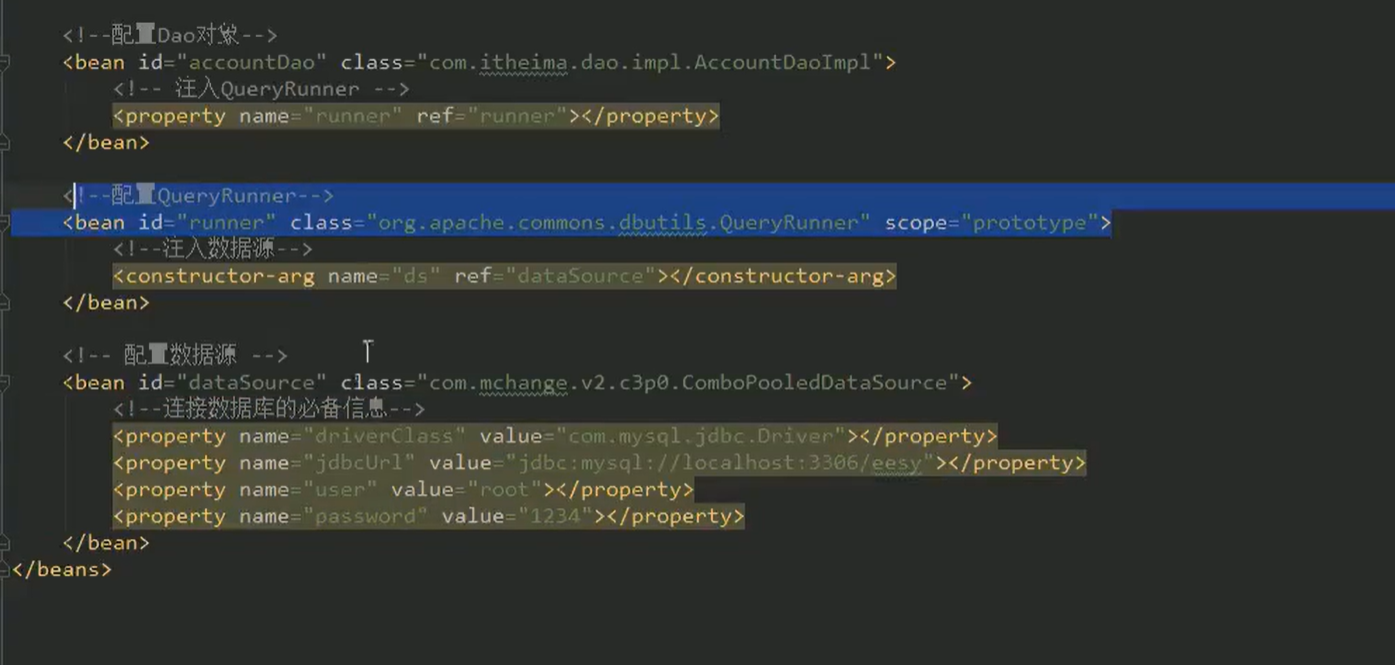 <!--配置Dao对象-->
<bean id="accountDao" class="com.itheima.dao.impl.AccountDaoImpl">
<!-- 注入QueryRunner -->
<property name="runner" ref="runner"></property>
</bean>
<!--配置QueryRunner-->
<bean id="runner" class="org.apache.commons.dbutils.QueryRunner" scope="prototype">
<!--注入数据源-->
<constructor-arg name="ds" ref="dataSource"></constructor-arg>
</bean>
<!-- 配置数据源 -->
<bean id="dataSource" class="com.mchange.v2.c3p0.ComboPooledDataSource">
<!--连接数据库的必备信息-->
<property name="driverClass" value="com.mysql.jdbc.Driver"></property>
<property name="jdbcUrl" value="jdbc:mysql://localhost:3306/eesy"></property>
<property name="user" value="root"></property>
<property name="password" value="1234"></property>
</bean>
</beans>